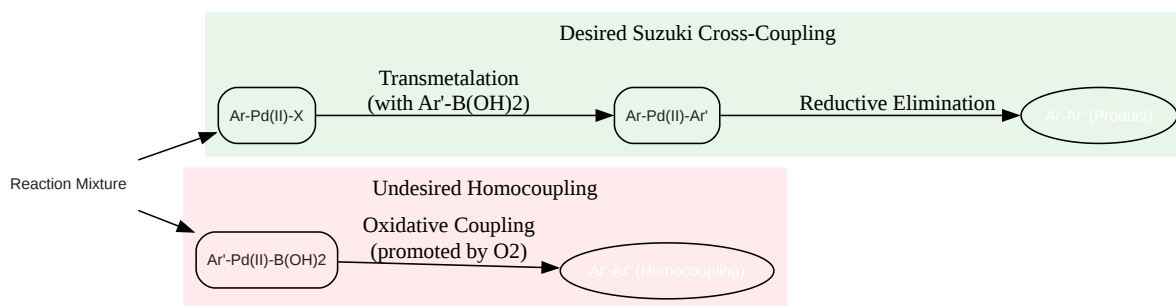 Desired Suzuki Cross-Coupling
Transmetalation
(with Ar'-B(OH)2)
Reductive Elimination
Ar-Pd(II)-X
Ar-Pd(II)-Ar'
Ar-Ar' (Product)
Reaction Mixture
Undesired Homocoupling
Oxidative Coupling
(promoted by O2)
Ar'-Pd(II)-B(OH)2
Ar'-Ar' (Homocoupling)